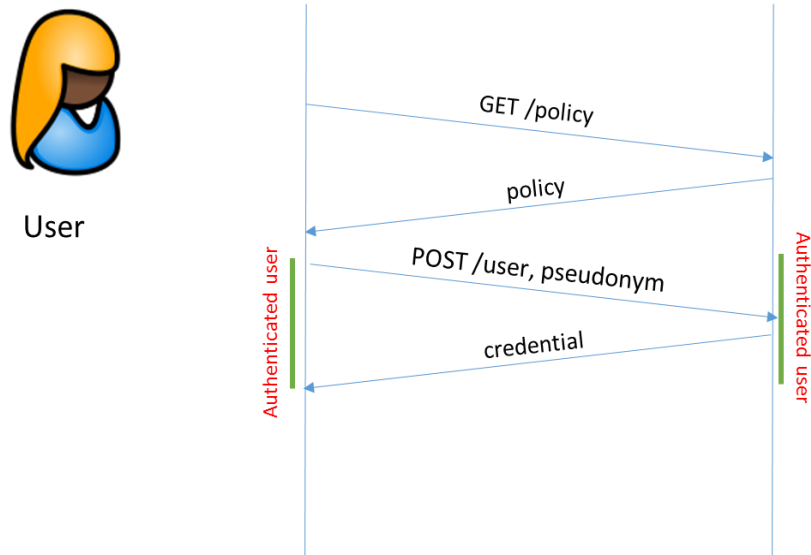 GET /policy
policy
User
POST /user, pseudonym
Authenticated user
Authenticated user
credential